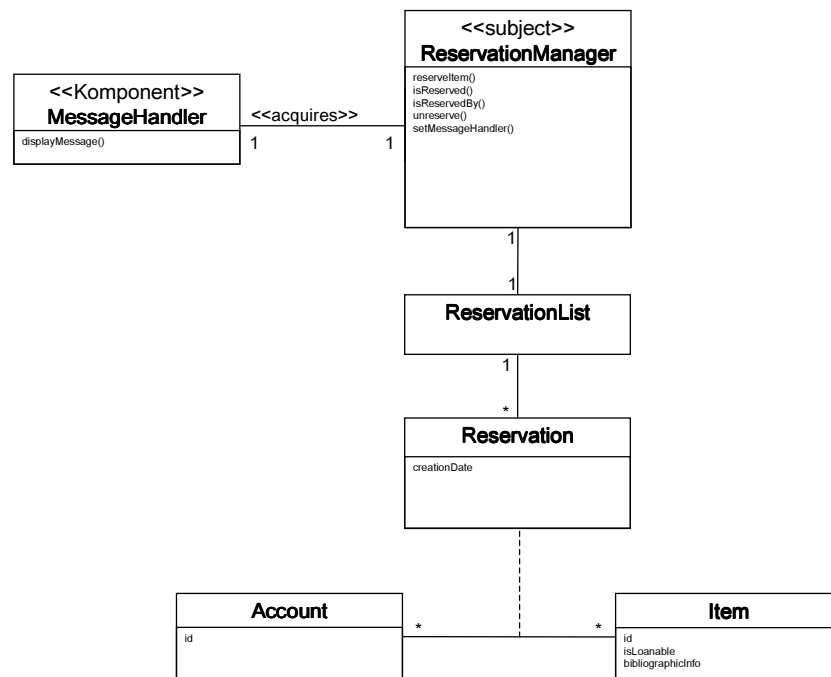 <<subject>>
ReservationManager
reserveItem()
isReserved()
isReservedBy()
unreserve()
setMessageHandler()
<<Komponent>>
MessageHandler
displayMessage()
<<acquires>>
1
1
1
1
ReservationList
1
*
Reservation
creationDate
Account
id
*
*
Item
id
isLoanable
bibliographicInfo